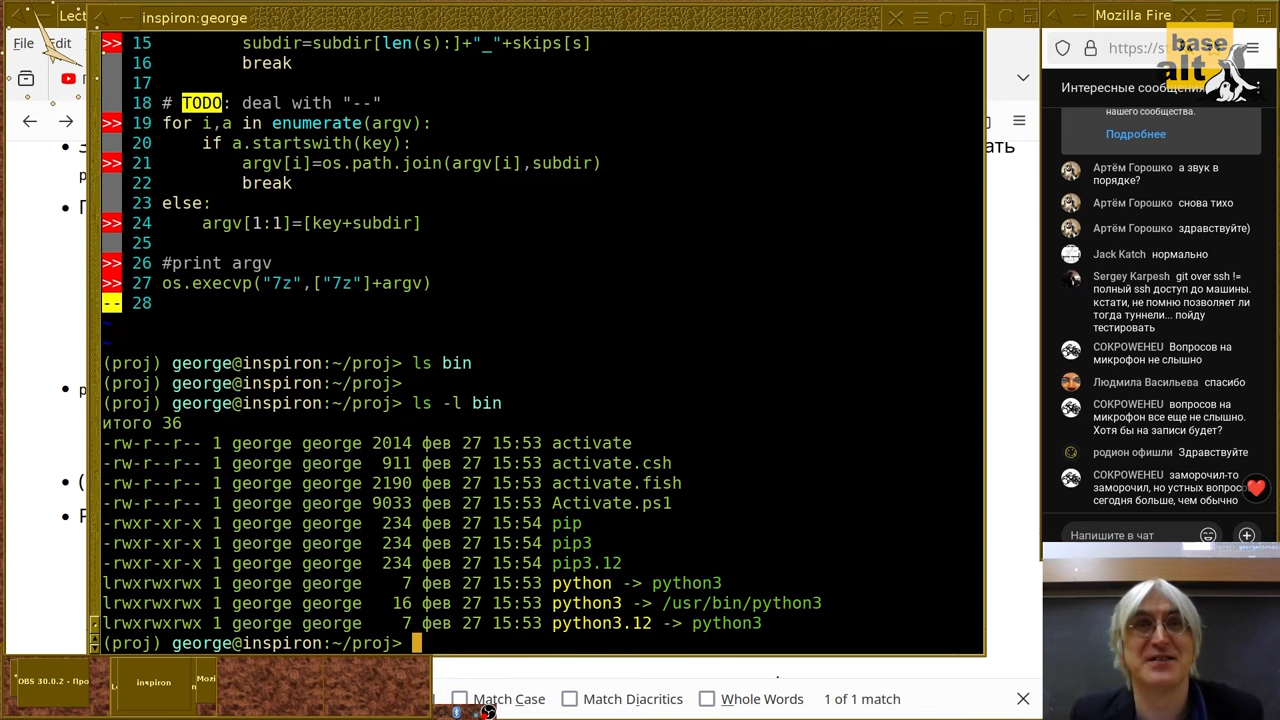 Lect
inspiron:george
Mozilla Fire
File
Edit
https://s
base
alt
Интересные сообщения
>> 15         subdir=subdir[len(s):]+"_"+skips[s]
16         break
17
18 # TODO: deal with "--"
>> 19 for i,a in enumerate(argv):
20     if a.startswith(key):
>> 21         argv[i]=os.path.join(argv[i],subdir)
22         break
23 else:
>> 24     argv[1:1]=[key+subdir]
25
>> 26 #print argv
>> 27 os.execvp("7z",["7z"]+argv)
-- 28
~
~
(proj) george@inspiron:~/proj> ls bin
(proj) george@inspiron:~/proj>
(proj) george@inspiron:~/proj> ls -l bin
итого 36
-rw-r--r-- 1 george george 2014 фев 27 15:53 activate
-rw-r--r-- 1 george george  911 фев 27 15:53 activate.csh
-rw-r--r-- 1 george george 2190 фев 27 15:53 activate.fish
-rw-r--r-- 1 george george 9033 фев 27 15:53 Activate.ps1
-rwxr-xr-x 1 george george  234 фев 27 15:54 pip
-rwxr-xr-x 1 george george  234 фев 27 15:54 pip3
-rwxr-xr-x 1 george george  234 фев 27 15:54 pip3.12
lrwxrwxrwx 1 george george    7 фев 27 15:53 python -> python3
lrwxrwxrwx 1 george george   16 фев 27 15:53 python3 -> /usr/bin/python3
lrwxrwxrwx 1 george george    7 фев 27 15:53 python3.12 -> python3
(proj) george@inspiron:~/proj>
ать
нашего сообщества.
Подробнее
Артём Горошко а звук в
порядке?
Артём Горошко снова тихо
Артём Горошко здравствуйте)
Jack Katch нормально
Sergey Karpesh git over ssh !=
полный ssh доступ до машины.
кстати, не помню позволяет ли
тогда туннели... пойду
тестировать
COKPOWEHEU Вопросов на
микрофон не слышно
Людмила Васильева спасибо
COKPOWEHEU вопросов на
микрофон все еще не слышно.
Хотя бы на записи будет?
родион офишли Здравствуйте
COKPOWEHEU заморочил-то
заморочил, но устных вопрос
сегодня больше, чем обычно
Напишите в чат
OBS 30.0.2 - Про
inspiron
Mozi
Match Case
Match Diacritics
Whole Words
1 of 1 match